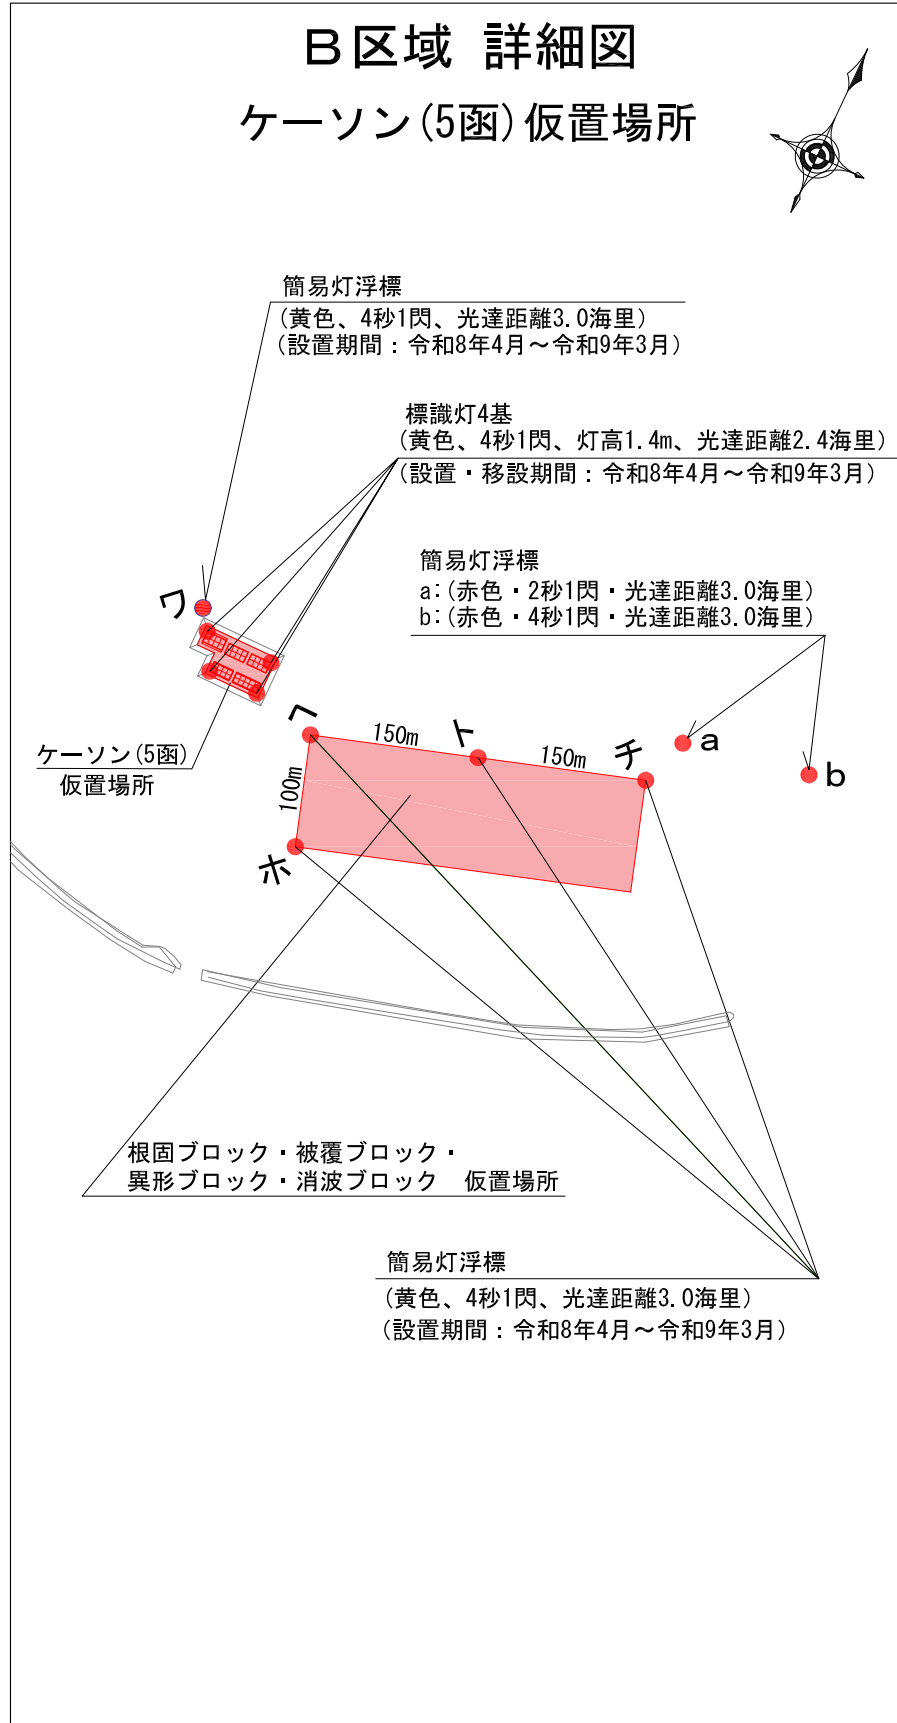 B区域 詳細図
ケーソン(5函)仮置場所
簡易灯浮標
(黄色、4秒1閃、光達距離3.0海里)
(設置期間：令和8年4月～令和9年3月)
標識灯4基
(黄色、4秒1閃、灯高1.4m、光達距離2.4海里)
(設置・移設期間：令和8年4月～令和9年3月)
簡易灯浮標
a:(赤色・2秒1閃・光達距離3.0海里)
b:(赤色・4秒1閃・光達距離3.0海里)
ワ
ヘ
150m
ト
150m
チ
a
b
ケーソン(5函)
仮置場所
100m
ホ
根固ブロック・被覆ブロック・
異形ブロック・消波ブロック　仮置場所
簡易灯浮標
(黄色、4秒1閃、光達距離3.0海里)
(設置期間：令和8年4月～令和9年3月)